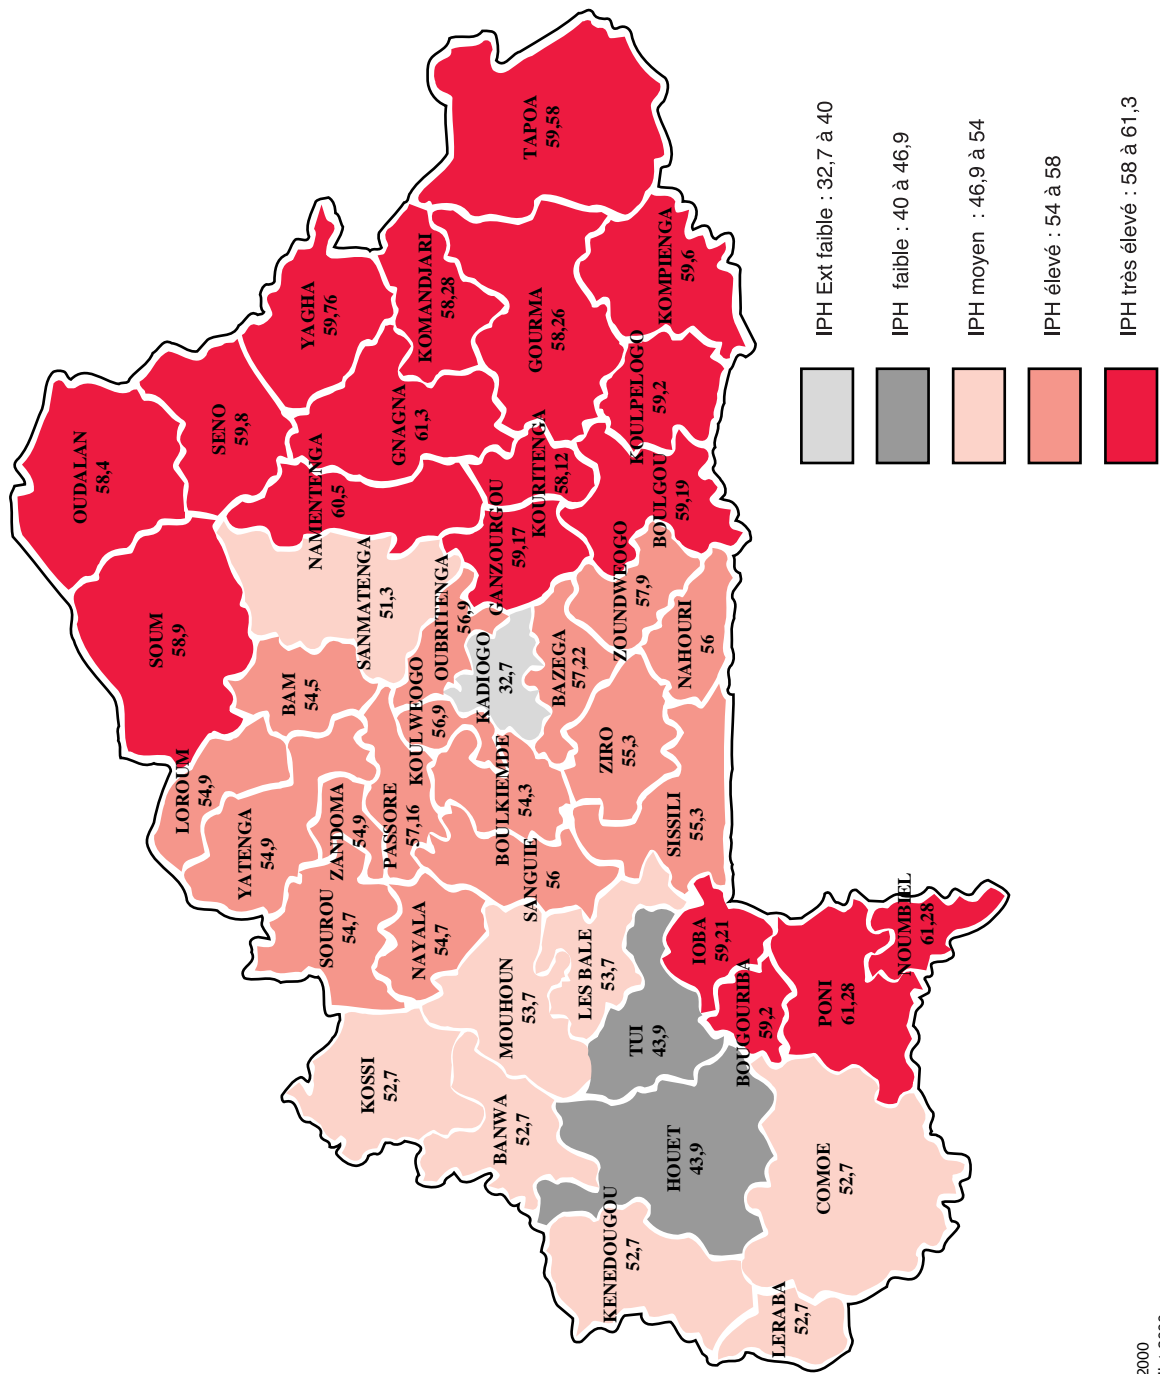 OUDALAN
58,4
SOUM
58,9
LOROUM
54,9
SENO
59,8
YATENGA
54,9
BAM
54,5
YAGHA
59,76
NAMENTENGA
60,5
SOUROU
54,7
ZANDOMA
54,9
SANMATENGA
51,3
KOSSI
52,7
PASSORE
57,16
GNAGNA
61,3
KOULWEOGO
56,9
NAYALA
54,7
KOMANDJARI
58,28
OUBRITENGA
56,9
KADIOGO
32,7
GANZOURGOU
59,17
BANWA
52,7
BOULKIEMDE
54,3
MOUHOUN
53,7
SANGUIE
56
TAPOA
59,58
GOURMA
58,26
KOURITENGA
58,12
BAZEGA
57,22
LES BALE
53,7
ZIRO
55,3
KENEDOUGOU
52,7
ZOUNDWEOGO
57,9
TUI
43,9
KOULPELOGO
59,2
BOULGOU
59,19
KOMPIENGA
59,6
HOUET
43,9
SISSILI
55,3
NAHOURI
56
IOBA
59,21
BOUGOURIBA
59,2
LERABA
52,7
COMOE
52,7
PONI
61,28
NOUMBIEL
61,28
IPH Ext faible : 32,7 à 40
IPH faible : 40 à 46,9
IPH moyen : 46,9 à 54
IPH élevé : 54 à 58
IPH très élevé : 58 à 61,3
2000